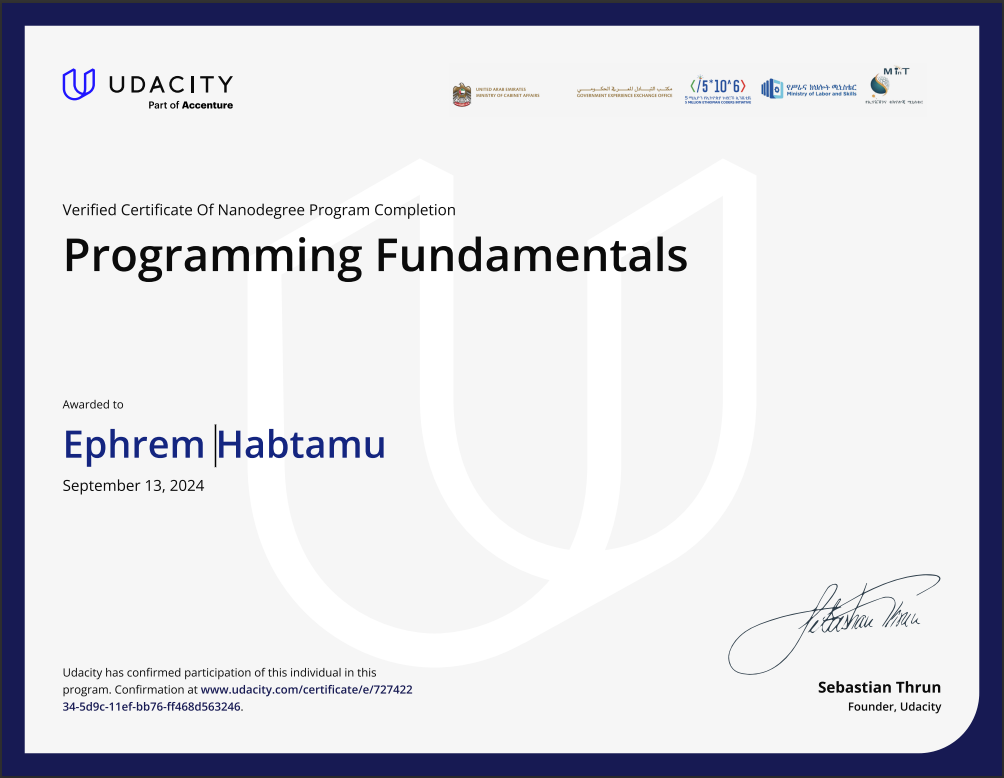 UDACITY
Part of Accenture
UNITED ARAB EMIRATES
MINISTRY OF CABINET AFFAIRS
مكتب التبادل المعرفي الحكومي
GOVERNMENT EXPERIENCE EXCHANGE OFFICE
</5*10^6>
5 MILLION ETHIOPIAN CODERS INITIATIVE
የሥራና ክህሎት ሚኒስቴር
Ministry of Labor and Skills
MInT
Verified Certificate Of Nanodegree Program Completion
Programming Fundamentals
Awarded to
Ephrem Habtamu
September 13, 2024
Udacity has confirmed participation of this individual in this
program. Confirmation at www.udacity.com/certificate/e/727422
34-5d9c-11ef-bb76-ff468d563246.
Sebastian Thrun
Sebastian Thrun
Founder, Udacity